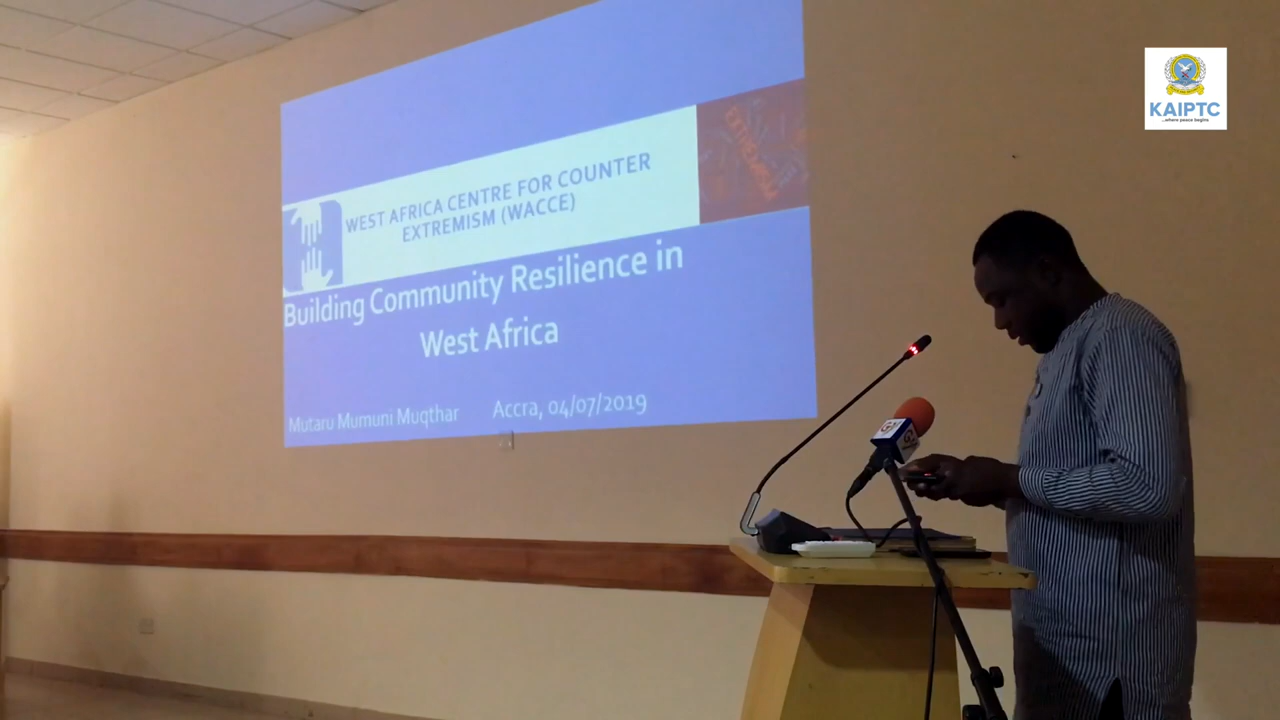 WEST AFRICA CENTRE FOR COUNTER
EXTREMISM (WACCE)
Building Community Resilience in
West Africa
Mutaru Mumuni Muqthar Accra, 04/07/2019
KAIPTC
...where peace begins